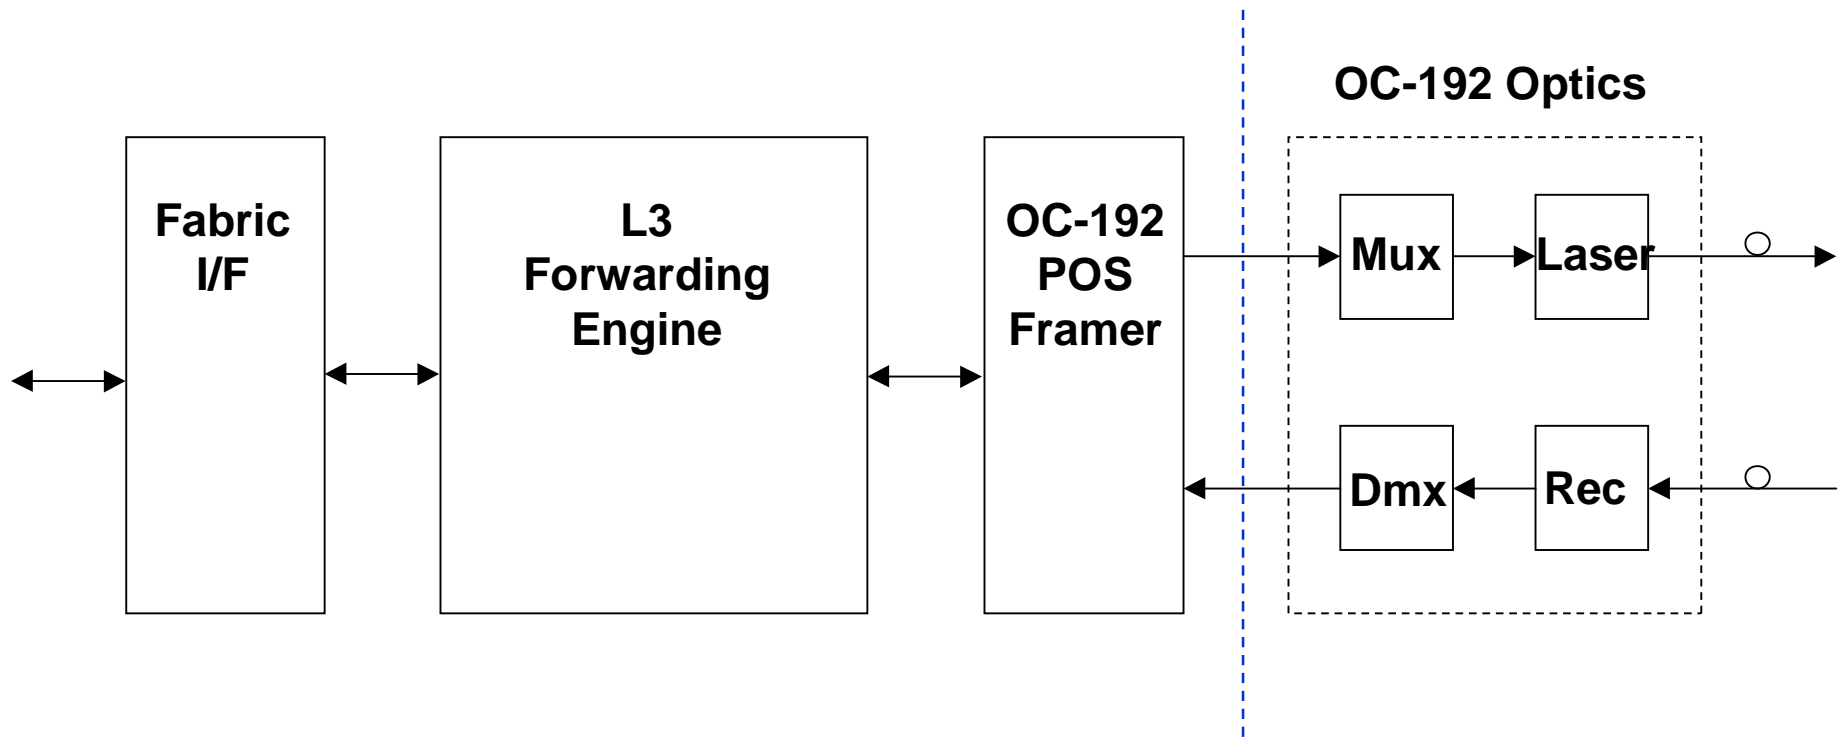 OC-192 Optics
Fabric
I/F
L3
Forwarding
Engine
OC-192
POS
Framer
Mux
Laser
Dmx
Rec